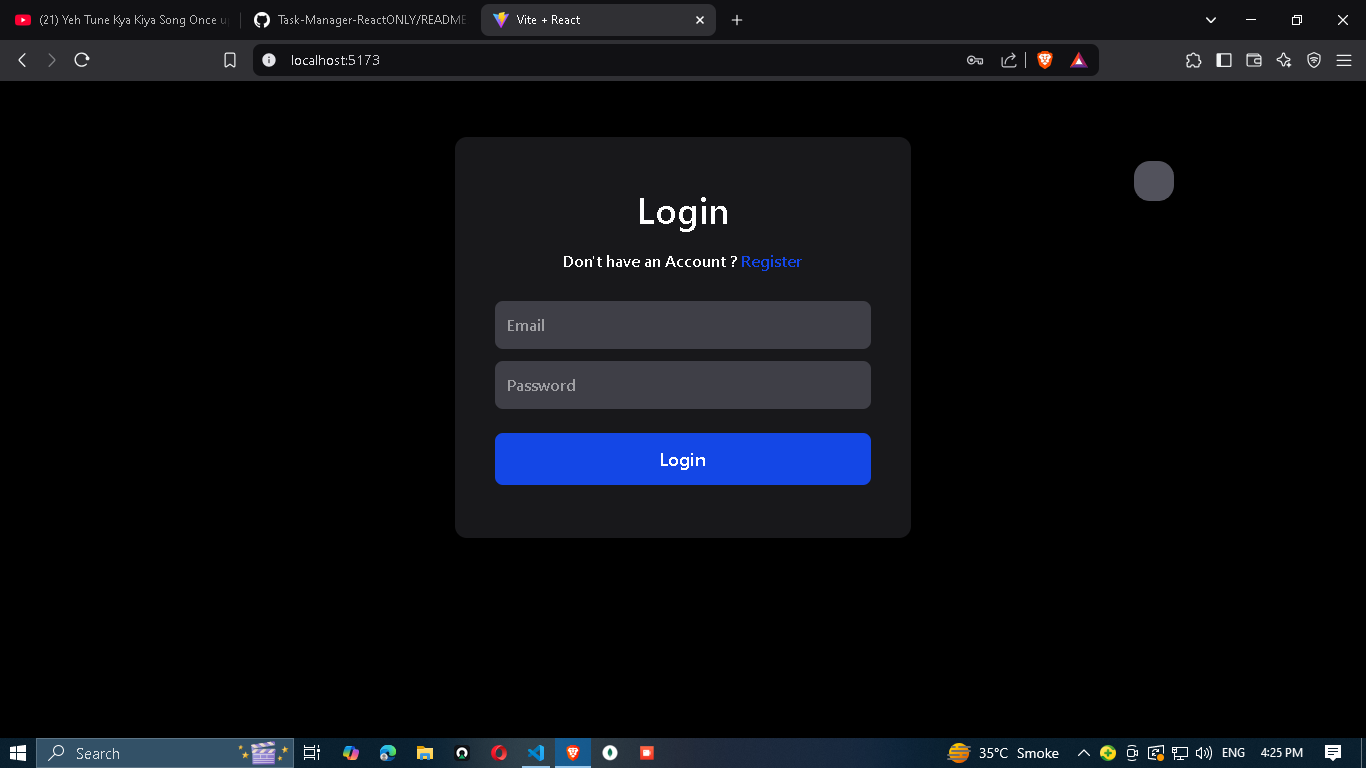 (21) Yeh Tune Kya Kiya Song Once u
Task-Manager-ReactONLY/README
Vite + React
localhost:5173
Login
Don't have an Account ? Register
Email
Password
Login
Search
35°C Smoke
ENG
4:25 PM